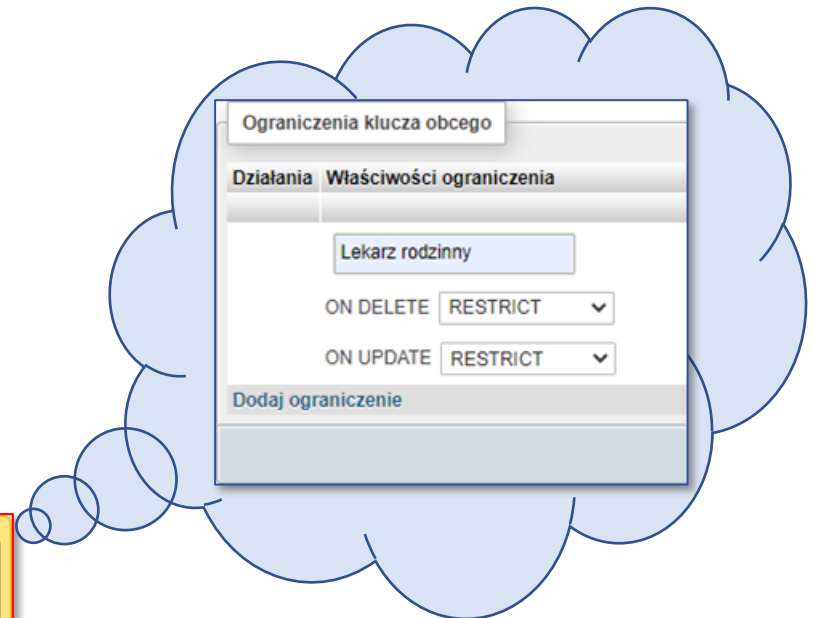 Ograniczenia klucza obcego
Działania Właściwości ograniczenia
Lekarz rodzinny
ON DELETE RESTRICT
ON UPDATE RESTRICT
Dodaj ograniczenie